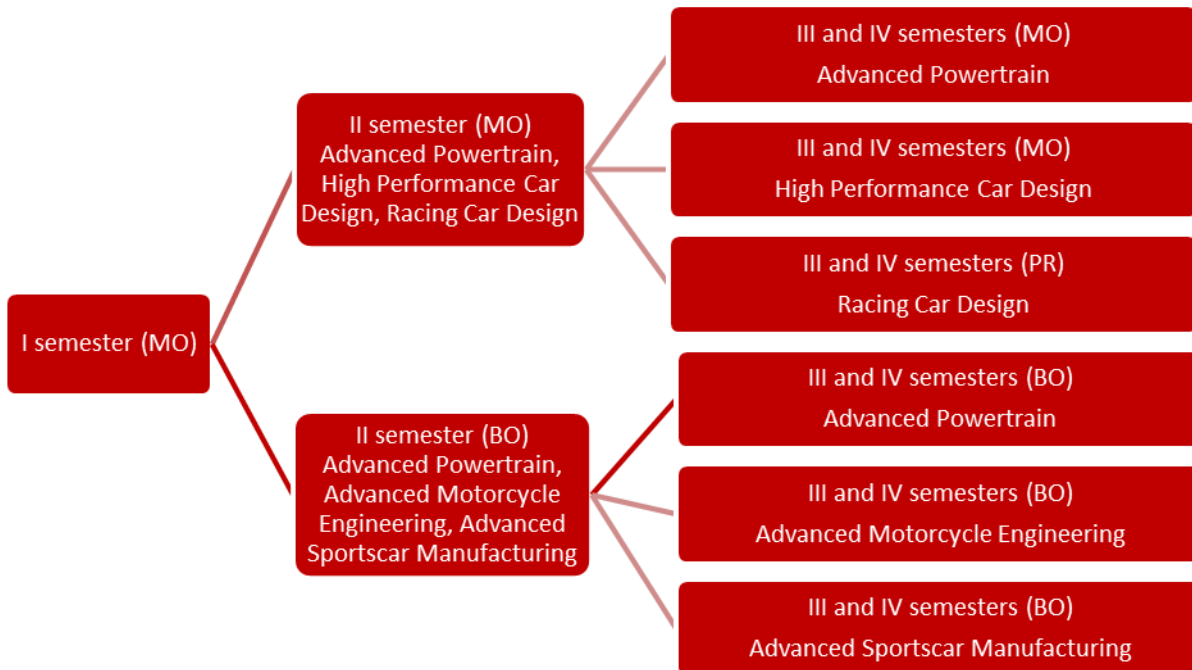 I semester (MO)
II semester (MO)
Advanced Powertrain,
High Performance Car
Design, Racing Car Design
II semester (BO)
Advanced Powertrain,
Advanced Motorcycle
Engineering, Advanced
Sportscar Manufacturing
III and IV semesters (MO)
Advanced Powertrain
III and IV semesters (MO)
High Performance Car Design
III and IV semesters (PR)
Racing Car Design
III and IV semesters (BO)
Advanced Powertrain
III and IV semesters (BO)
Advanced Motorcycle Engineering
III and IV semesters (BO)
Advanced Sportscar Manufacturing